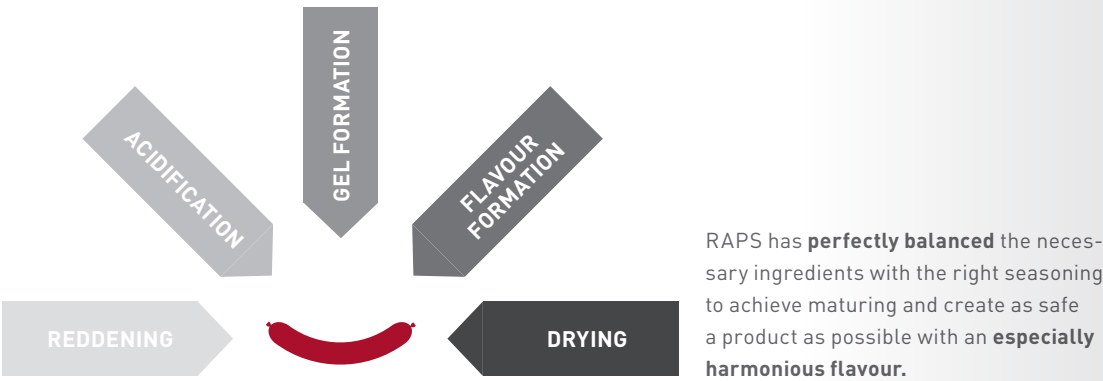 REDDENING
ACIDIFICATION
GEL FORMATION
FLAVOUR
FORMATION
DRYING
RAPS has perfectly balanced the neces-
sary ingredients with the right seasoning
to achieve maturing and create as safe
a product as possible with an especially
harmonious flavour.